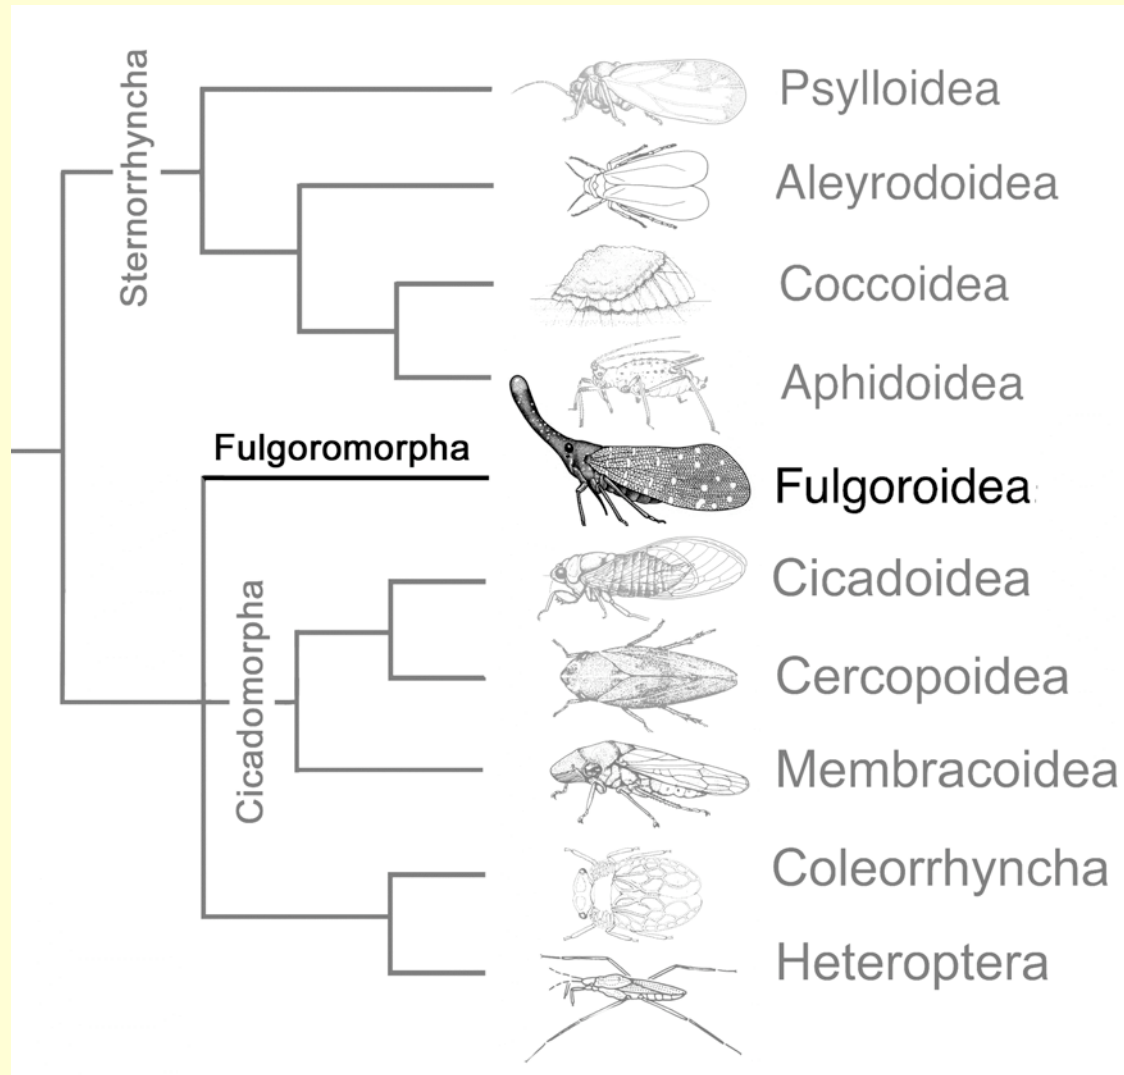 Sternorrhyncha
Psylloidea
Aleyrodoidea
Coccoidea
Aphidoidea
Fulgoromorpha
Fulgoroidea
Cicadomorpha
Cicadoidea
Cercopoidea
Membracoidea
Coleorrhyncha
Heteroptera